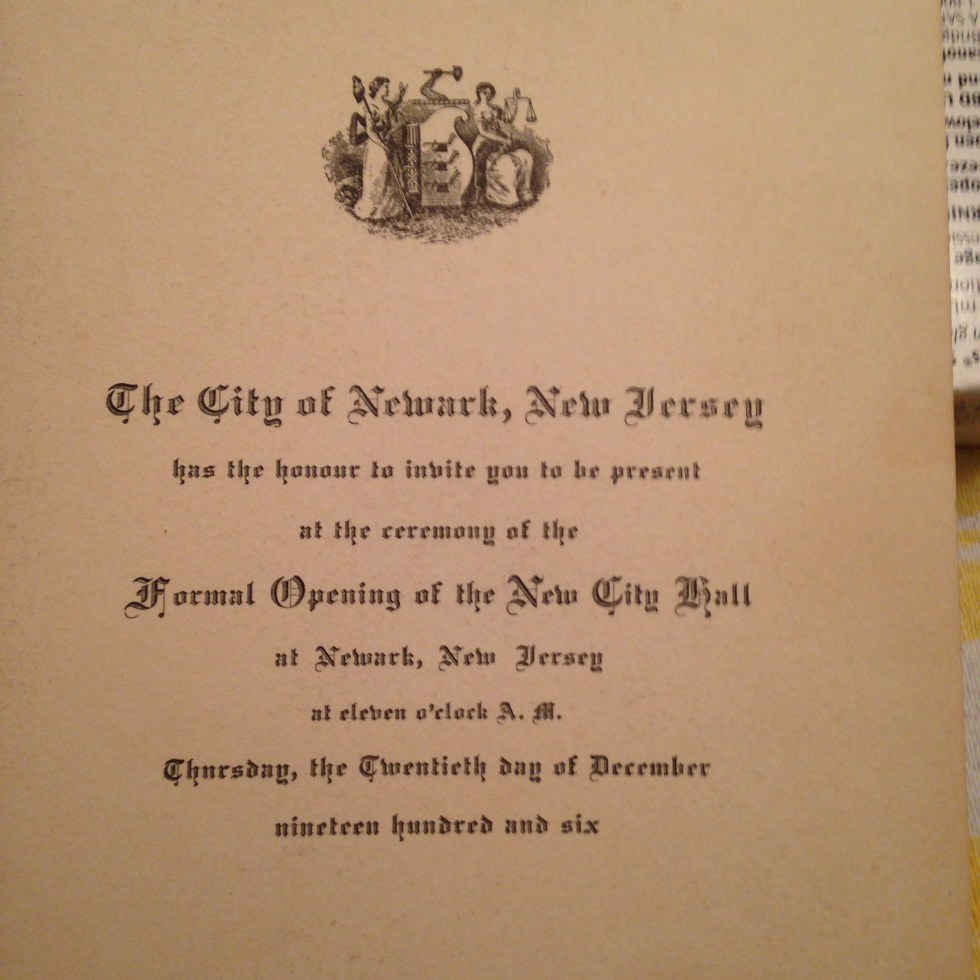 The City of Newark, New Jersey
has the honour to invite you to be present
at the ceremony of the
Formal Opening of the New City Hall
at Newark, New Jersey
at eleven o'clock A. M.
Thursday, the Twentieth day of December
nineteen hundred and six